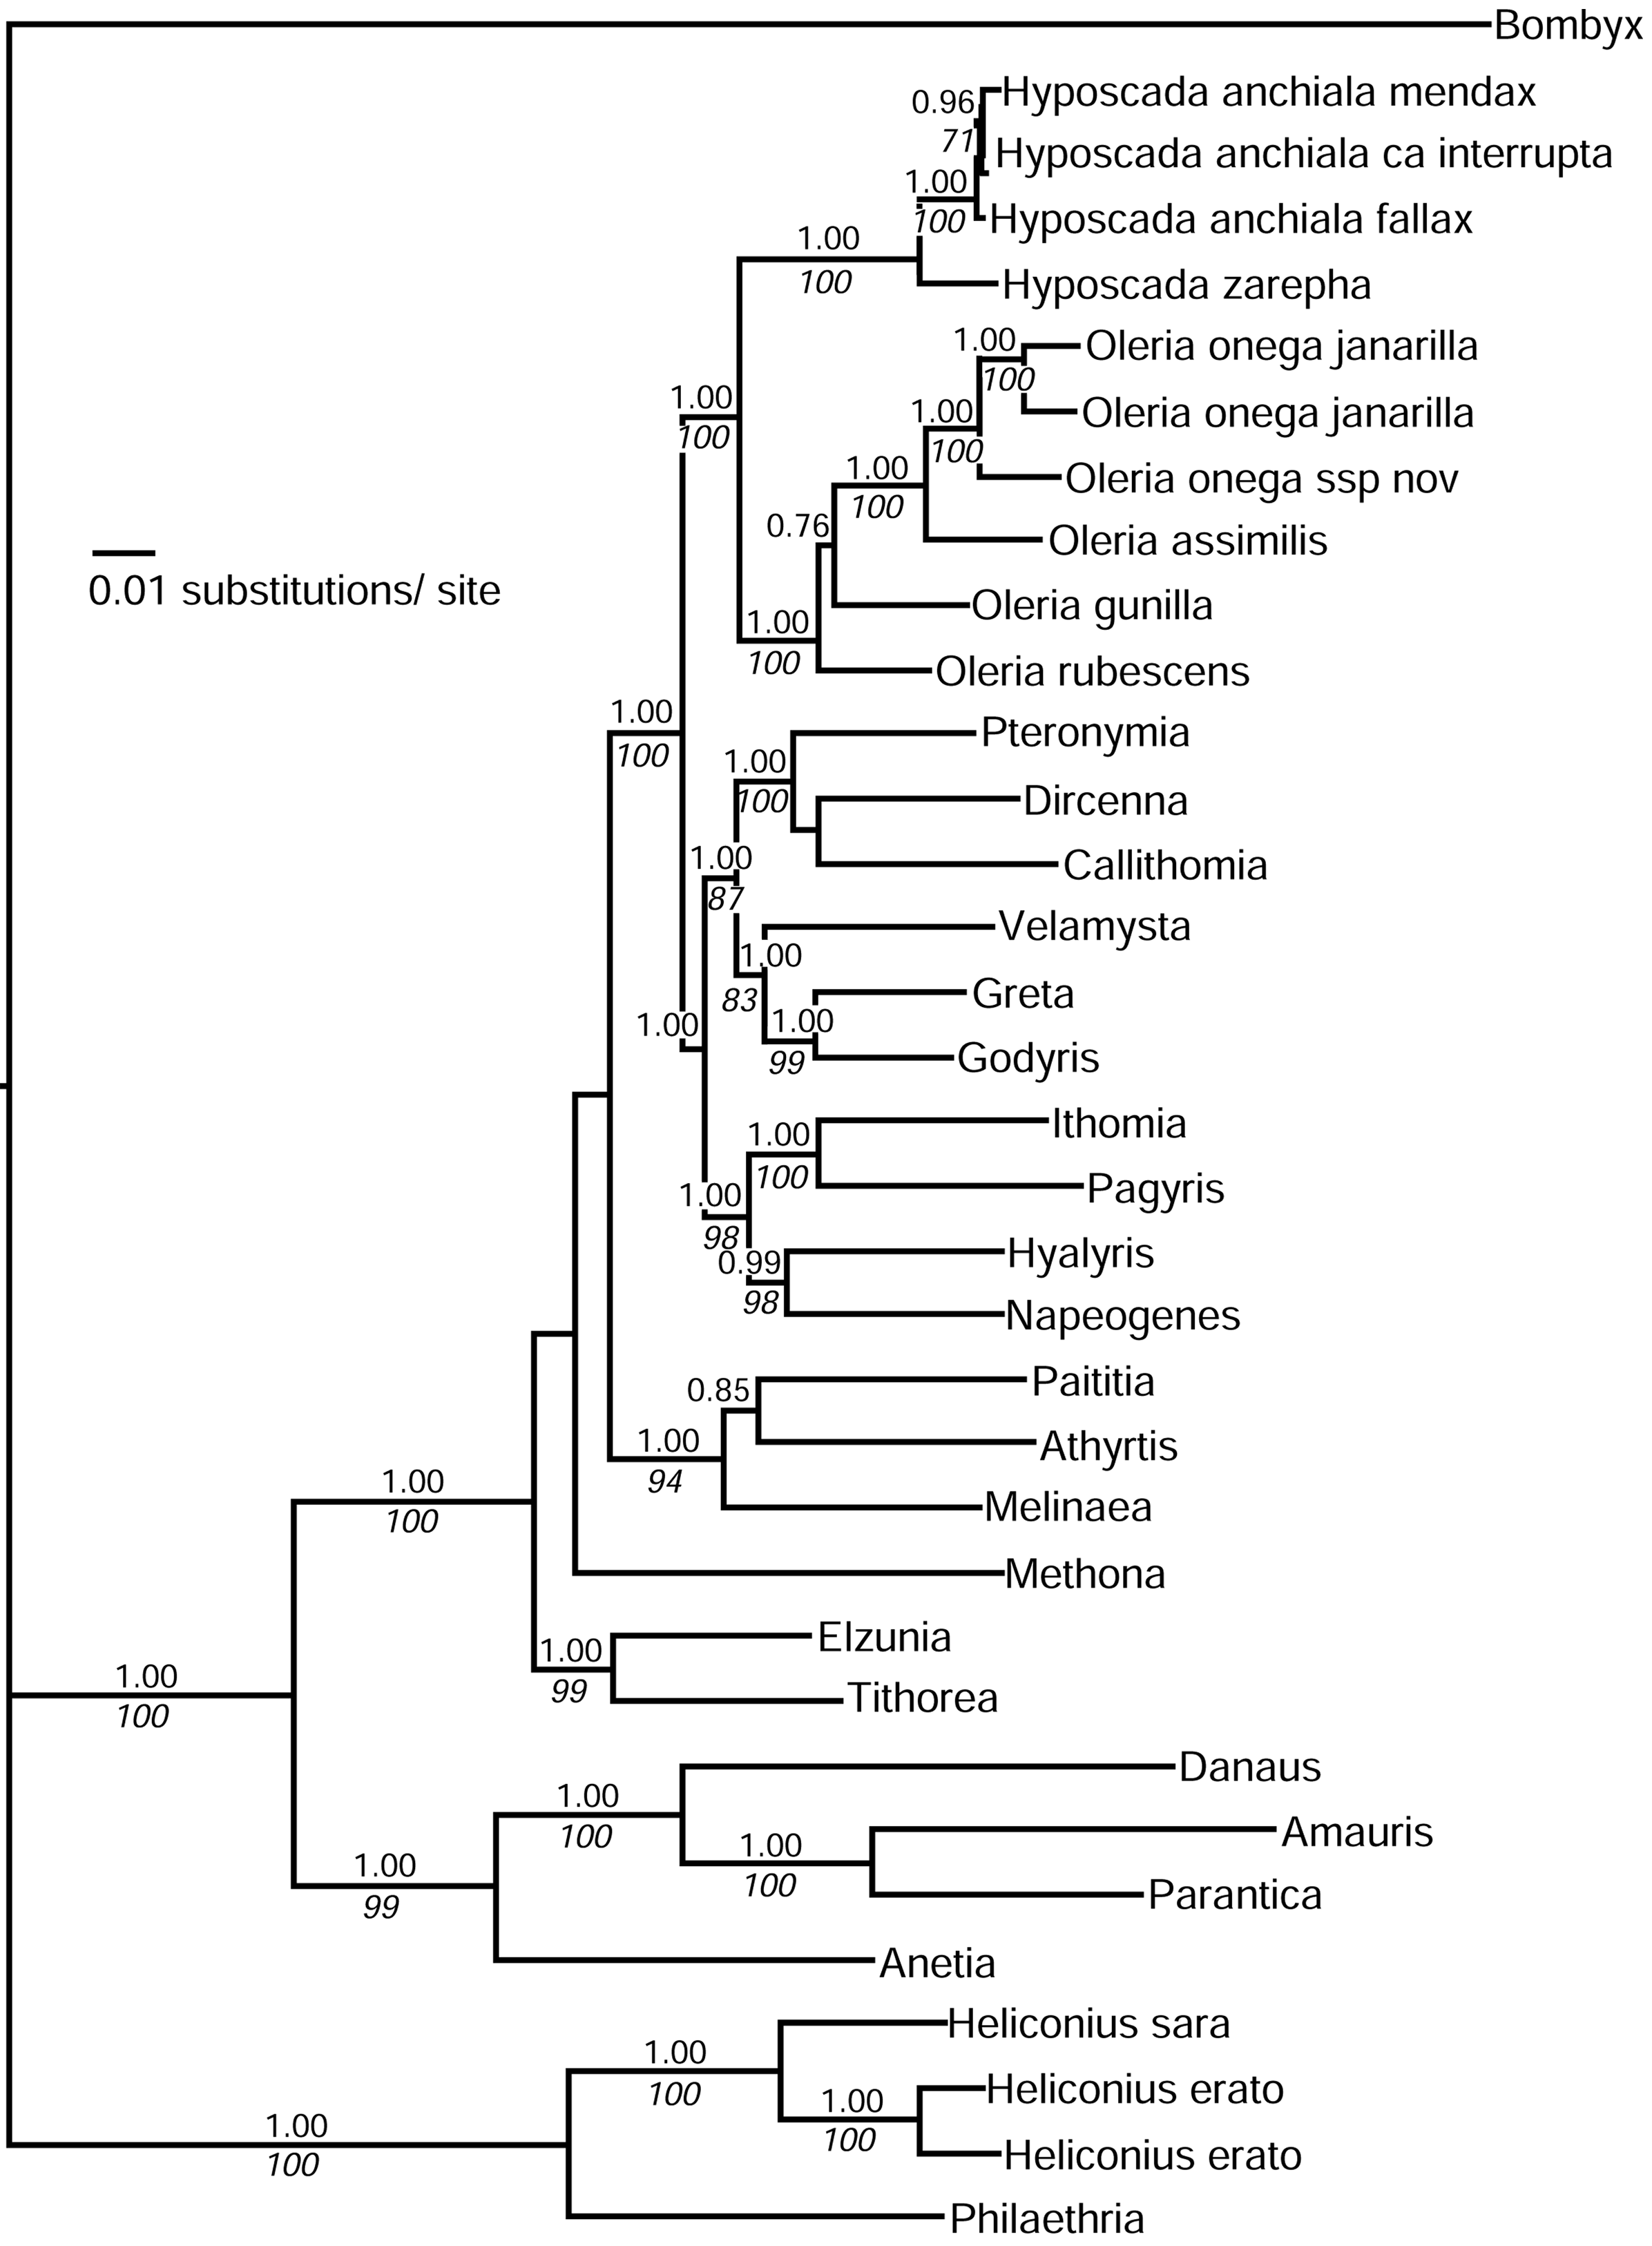 Bombyx
Hyposcada anchiala mendax
0.96
71
Hyposcada anchiala ca interrupta
1.00
100
Hyposcada anchiala fallax
1.00
100
Hyposcada zarepha
1.00
100
Oleria onega janarilla
1.00
100
Oleria onega janarilla
1.00
100
Oleria onega ssp nov
1.00
100
0.76
Oleria assimilis
0.01 substitutions/ site
Oleria gunilla
1.00
100
Oleria rubescens
1.00
100
Pteronymia
1.00
100
Dircenna
1.00
87
Callithomia
Velamysta
1.00
83
Greta
1.00
99
1.00
Godyris
Ithomia
1.00
100
Pagyris
1.00
98
Hyalyris
0.99
98
Napeogenes
Paititia
0.85
Athyrtis
1.00
94
Melinaea
1.00
100
Methona
Elzunia
1.00
99
Tithorea
1.00
100
Danaus
1.00
100
Amauris
1.00
100
1.00
99
Parantica
Anetia
Heliconius sara
1.00
100
Heliconius erato
1.00
100
1.00
100
Heliconius erato
Philaethria